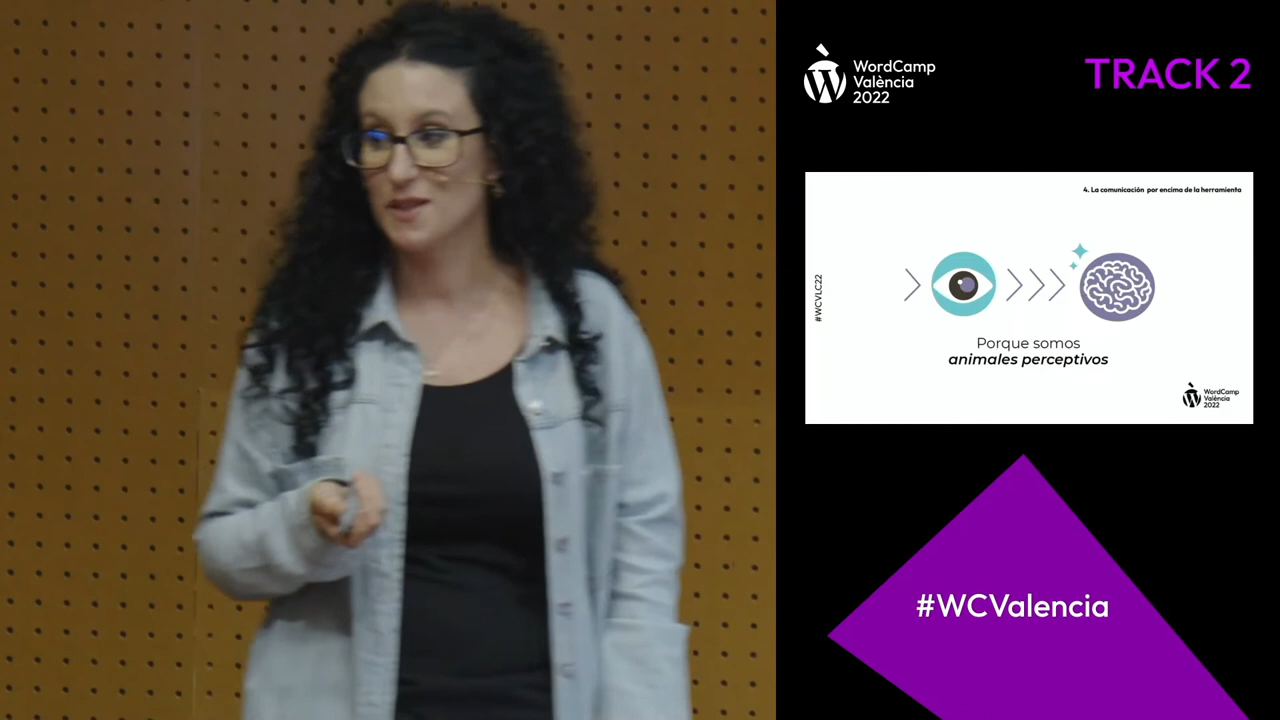 WordCamp
València
2022
TRACK 2
4. La comunicación por encima de la herramienta
#WCVLC22
Porque somos
animales perceptivos
WordCamp
València
2022
#WCValencia